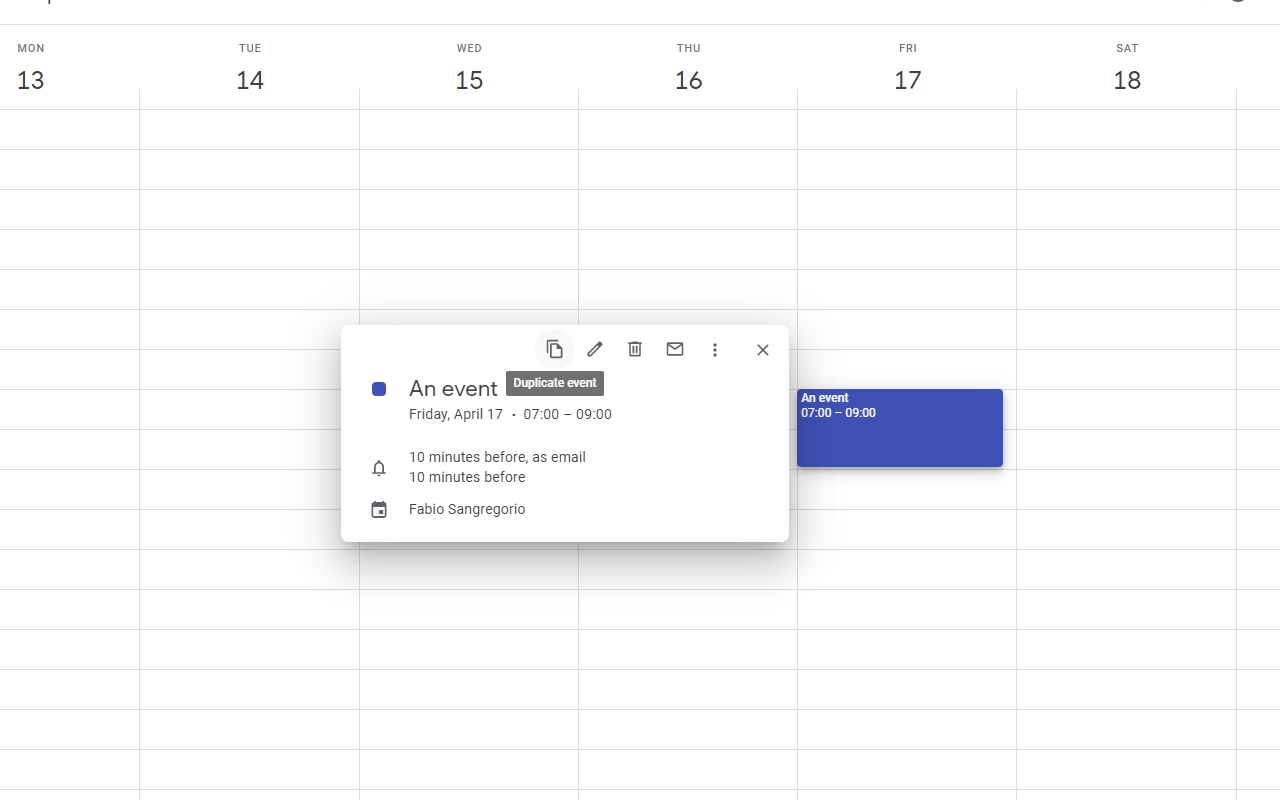 MON TUE WED THU FRI SAT
13 14 15 16 17 18
An event
Duplicate event
Friday, April 17 • 07:00 – 09:00
10 minutes before, as email
10 minutes before
Fabio Sangregorio
An event
07:00 – 09:00